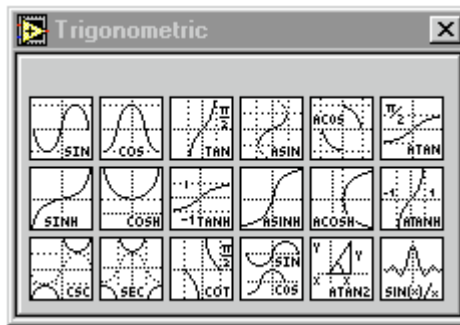 Trigonometric
SIN COS π/2 TAN ASIN ACOS π/2 ATAN
SINH COSH 1 -1 TANH ASINH ACOSH -1 1 ATANH
CSC SEC π/2 COT SIN COS Y X Y X ATAN2 SIN(x)/x